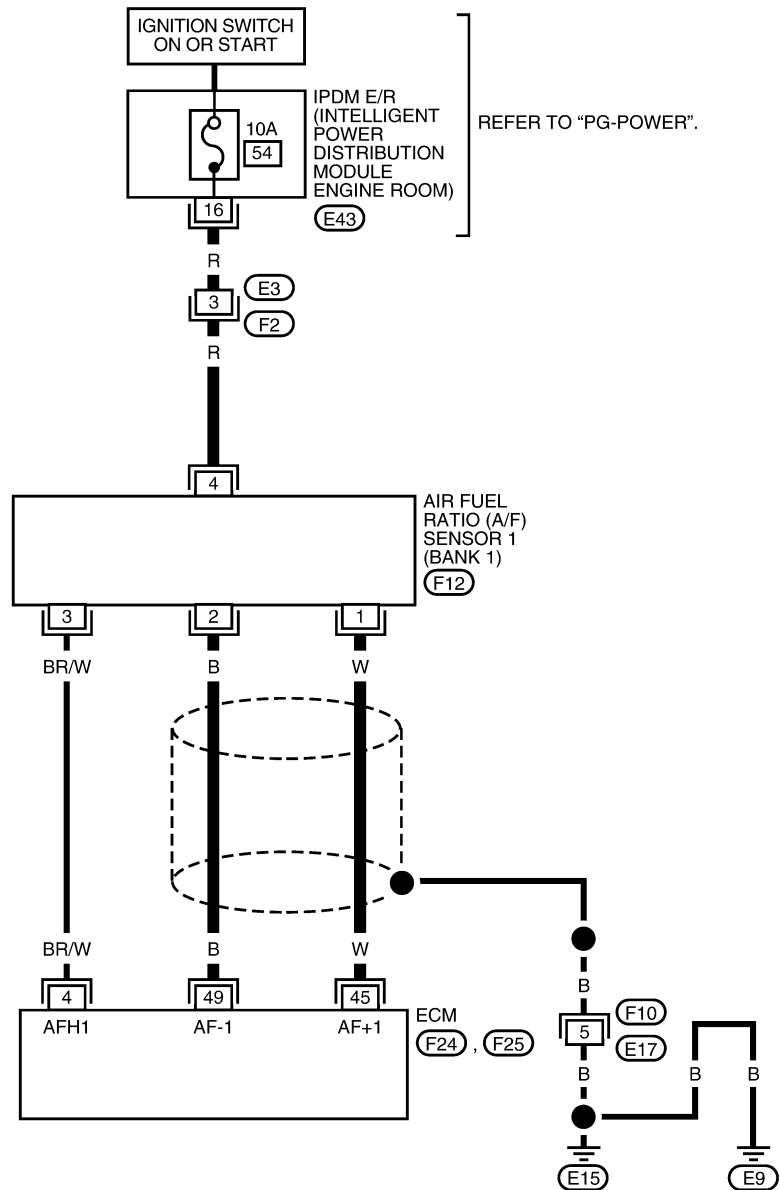 IGNITION SWITCH
ON OR START
IPDM E/R
(INTELLIGENT
POWER
DISTRIBUTION
MODULE
ENGINE ROOM)
REFER TO “PG-POWER”.
10A
54
16
E43
R
3
E3
F2
R
4
AIR FUEL
RATIO (A/F)
SENSOR 1
(BANK 1)
F12
3
2
1
BR/W
B
W
BR/W
B
W
4
49
45
AFH1
AF-1
AF+1
ECM
F24 , F25
B
5
F10
E17
B
B
B
E15
E9